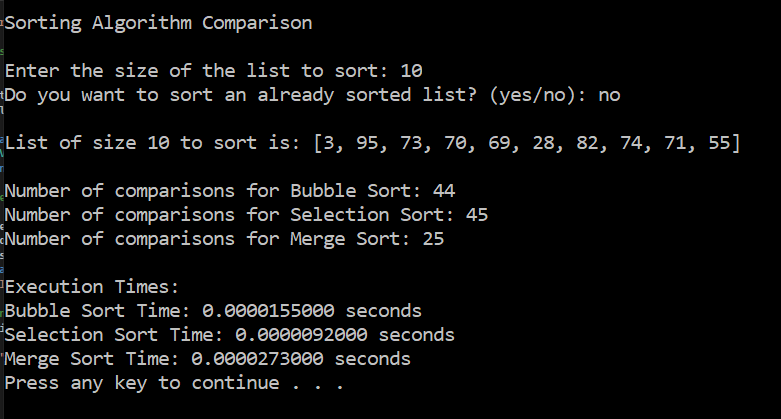 Sorting Algorithm Comparison
Enter the size of the list to sort: 10
Do you want to sort an already sorted list? (yes/no): no
List of size 10 to sort is: [3, 95, 73, 70, 69, 28, 82, 74, 71, 55]
Number of comparisons for Bubble Sort: 44
Number of comparisons for Selection Sort: 45
Number of comparisons for Merge Sort: 25
Execution Times:
Bubble Sort Time: 0.0000155000 seconds
Selection Sort Time: 0.0000092000 seconds
Merge Sort Time: 0.0000273000 seconds
Press any key to continue . . .